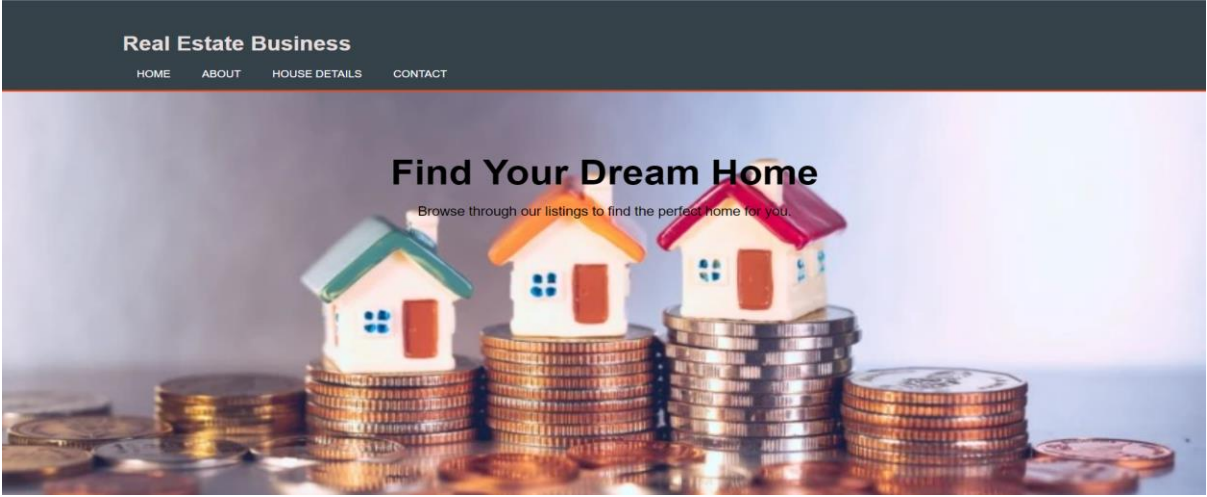 Real Estate Business
HOME ABOUT HOUSE DETAILS CONTACT
Find Your Dream Home
Browse through our listings to find the perfect home for you.